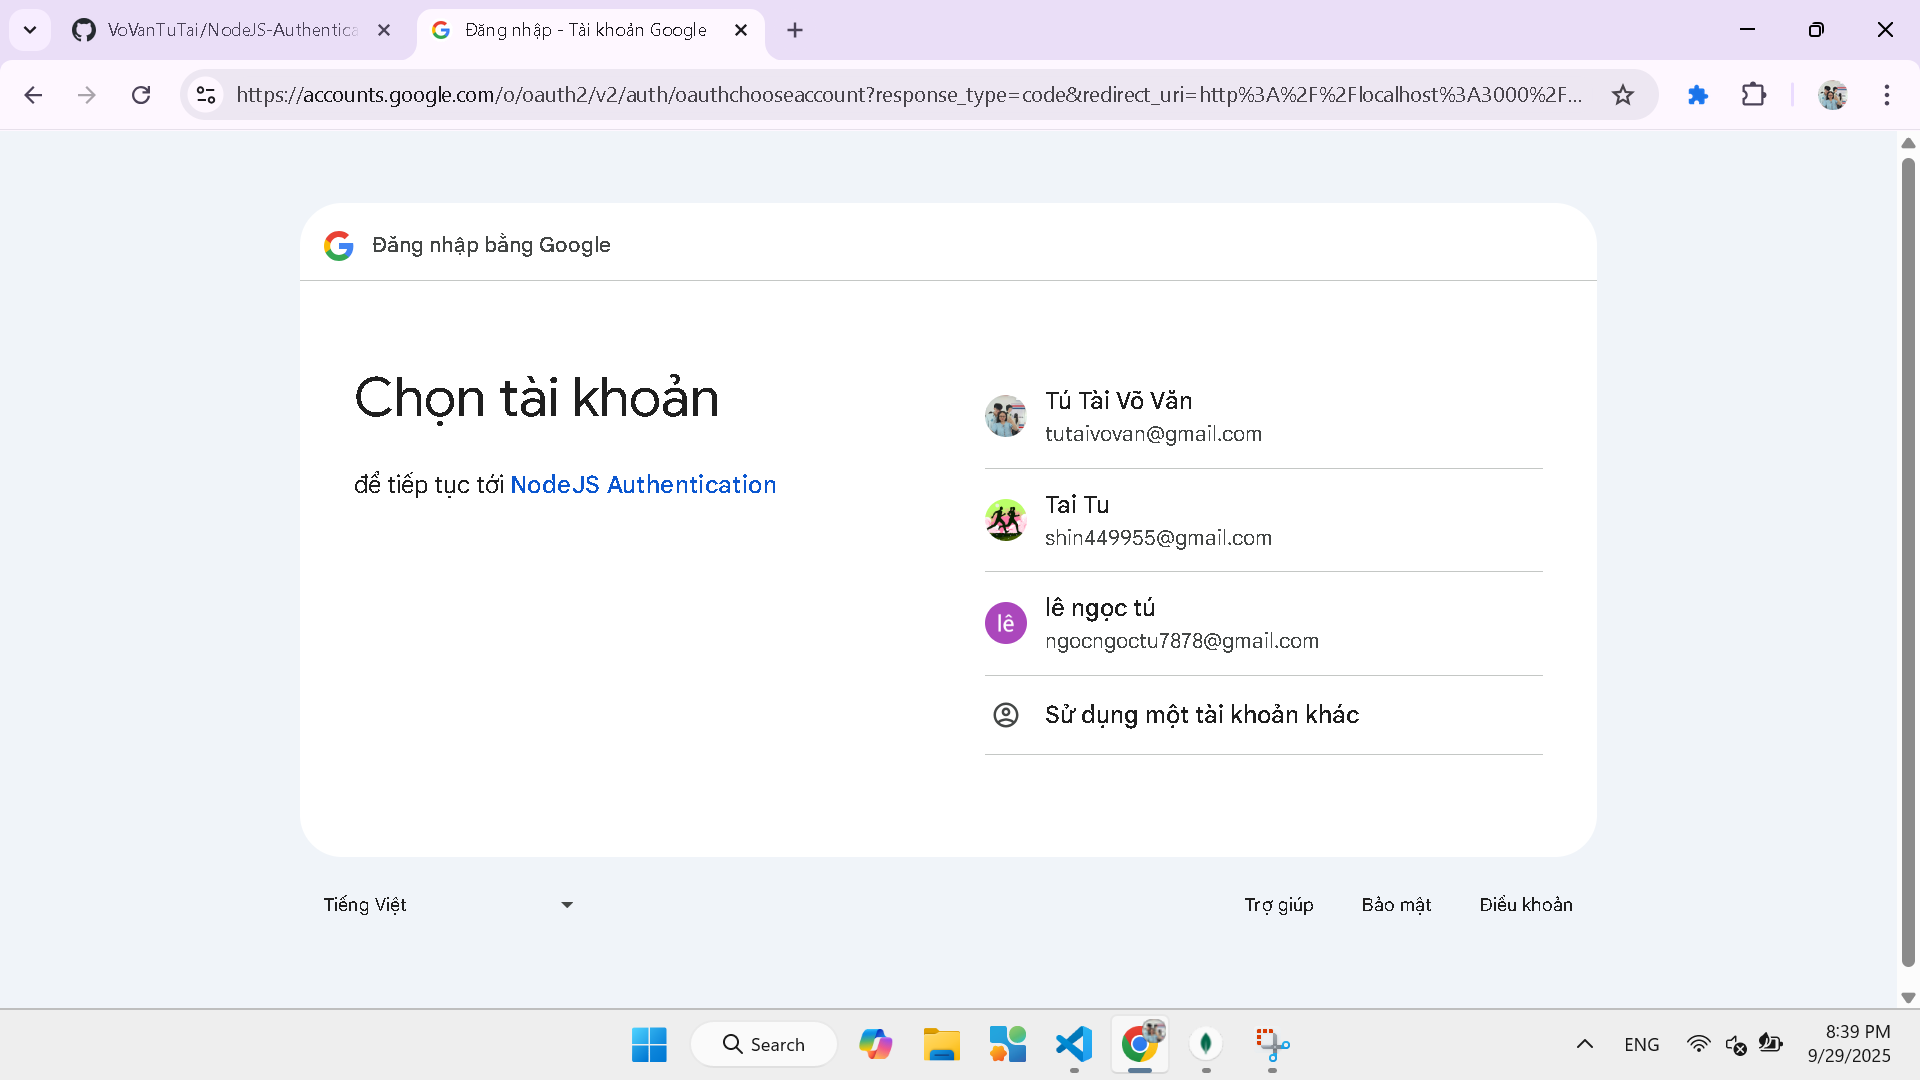 VoVanTuTai/NodeJS-Authentica
Đăng nhập - Tài khoản Google
https://accounts.google.com/o/oauth2/v2/auth/oauthchooseaccount?response_type=code&redirect_uri=http%3A%2F%2Flocalhost%3A3000%2F...
Đăng nhập bằng Google
Chọn tài khoản
để tiếp tục tới NodeJS Authentication
Tú Tài Võ Văn
tutaivovan@gmail.com
Tai Tu
shin449955@gmail.com
lê
lê ngọc tú
ngocngoctu7878@gmail.com
Sử dụng một tài khoản khác
Tiếng Việt
Trợ giúp
Bảo mật
Điều khoản
Search
ENG
8:39 PM
9/29/2025